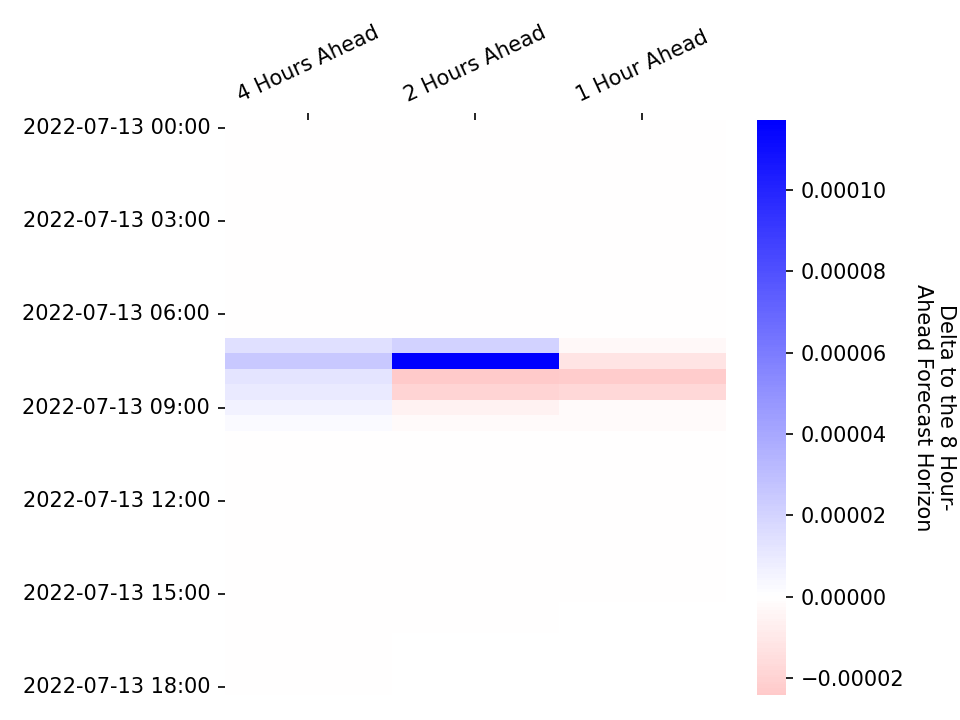 4 Hours Ahead
2 Hours Ahead
1 Hour Ahead
2022-07-13 00:00
2022-07-13 03:00
2022-07-13 06:00
2022-07-13 09:00
2022-07-13 12:00
2022-07-13 15:00
2022-07-13 18:00
0.00010
0.00008
0.00006
0.00004
0.00002
0.00000
−0.00002
Delta to the 8 Hour-
Ahead Forecast Horizon